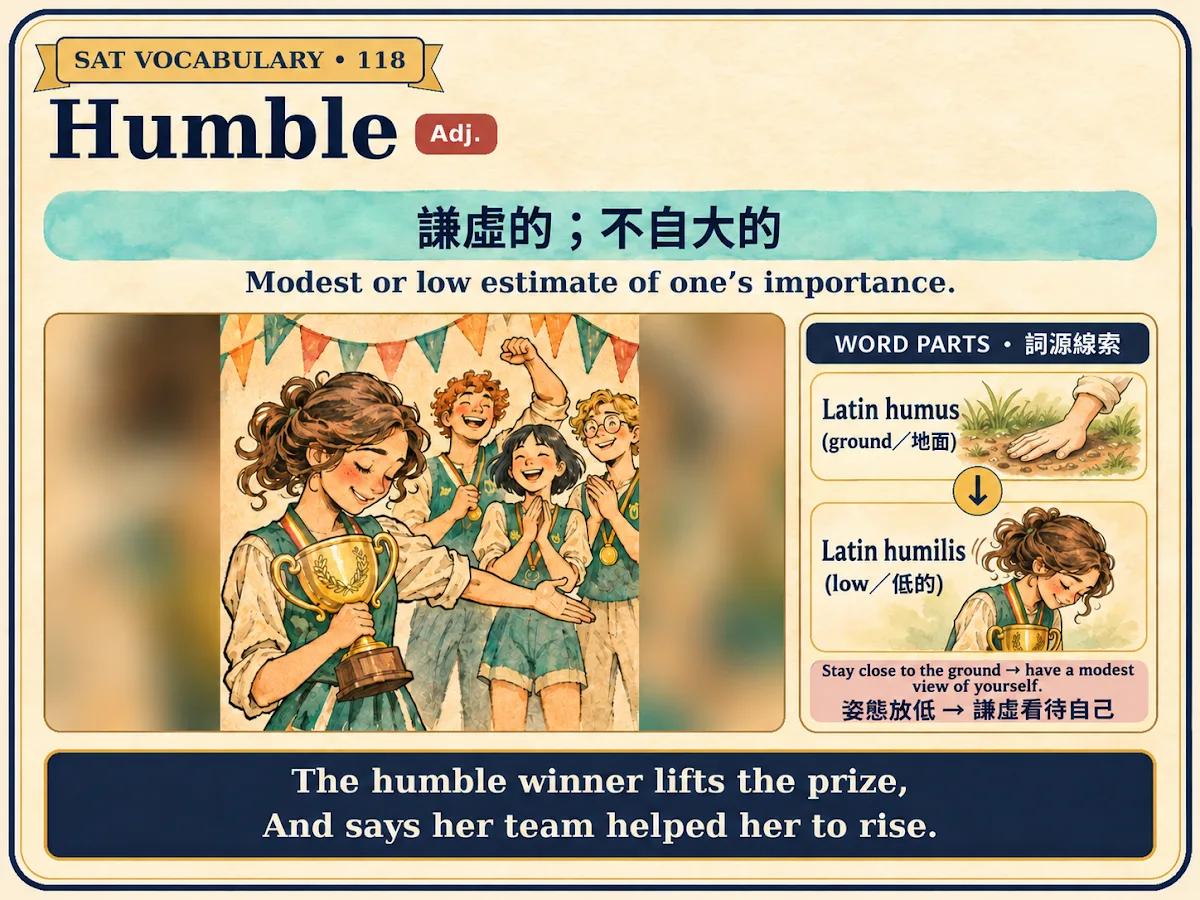 SAT VOCABULARY • 118
Humble Adj.
謙虛的；不自大的
Modest or low estimate of one’s importance.
WORD PARTS • 詞源線索
Latin humus
(ground／地面)
↓
Latin humilis
(low／低的)
Stay close to the ground → have a modest
view of yourself.
姿態放低 → 謙虛看待自己
The humble winner lifts the prize,
And says her team helped her to rise.